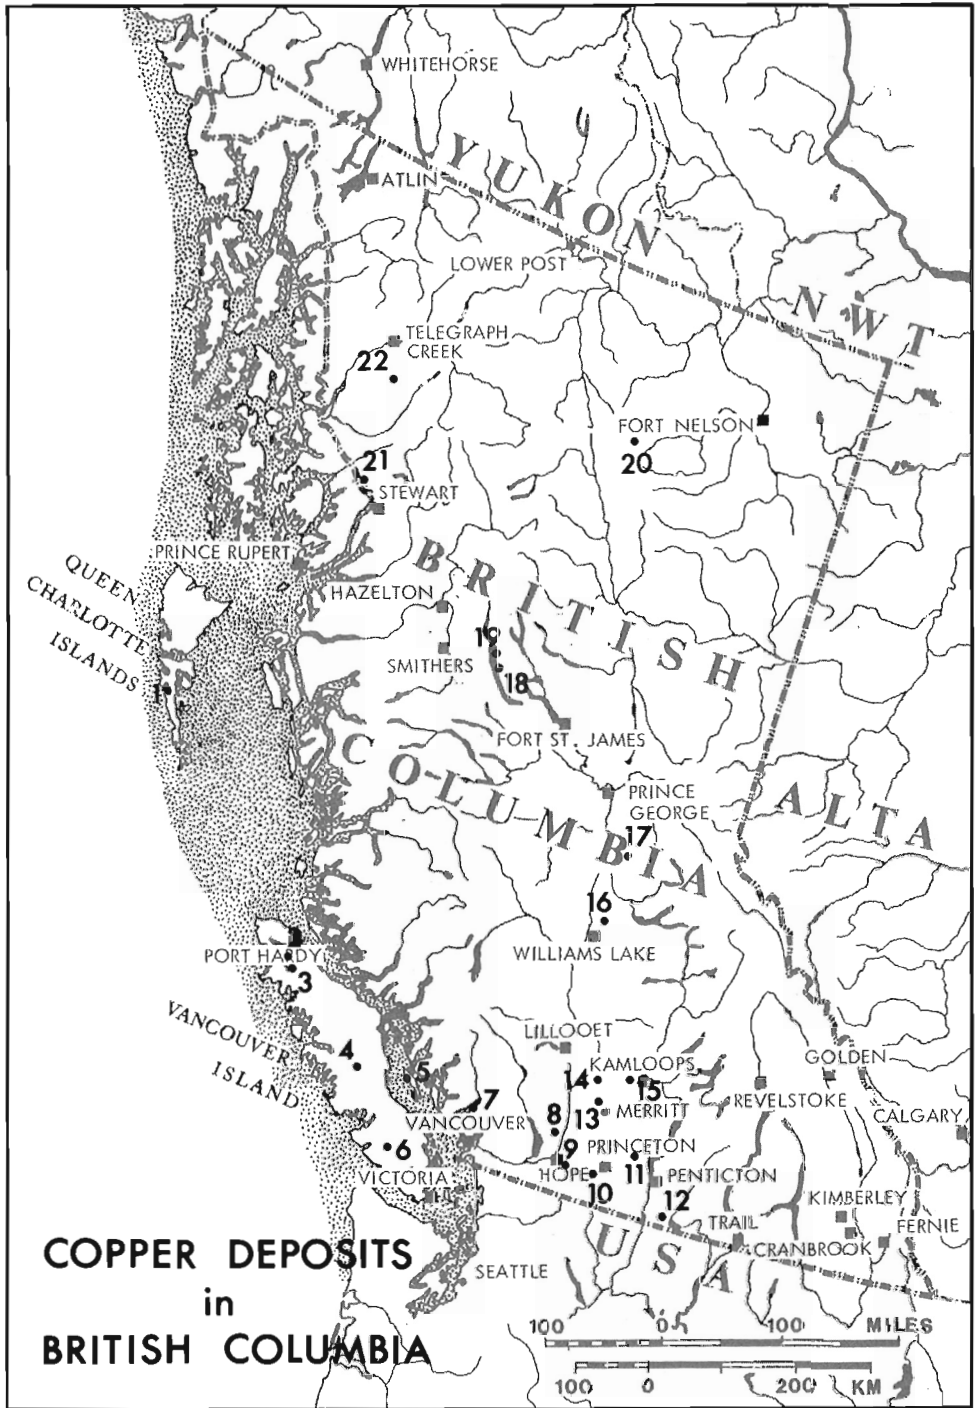 WHITEHORSE
YUKON
ATLIN
LOWER POST
NWT
TELEGRAPH
CREEK
22
FORT NELSON
20
21
STEWART
PRINCE RUPERT
BRITISH
QUEEN
CHARLOTTE
ISLANDS
HAZELTON
19
SMITHERS
18
1
FORT ST. JAMES
COLUMBIA
PRINCE
GEORGE
ALTA
17
16
WILLIAMS LAKE
PORT HARDY
3
VANCOUVER
ISLAND
LILLOOET
GOLDEN
4
KAMLOOPS
5
14
15
7
REVELSTOKE
MERRITT
13
CALGARY
8
VANCOUVER
6
9
PRINCETON
VICTORIA
HOPE
11
PENTICTON
10
KIMBERLEY
12
TRAIL
FERNIE
CRANBROOK
USA
SEATTLE
COPPER DEPOSITS
in
BRITISH COLUMBIA
100 0 100 MILES
100 0 200 KM